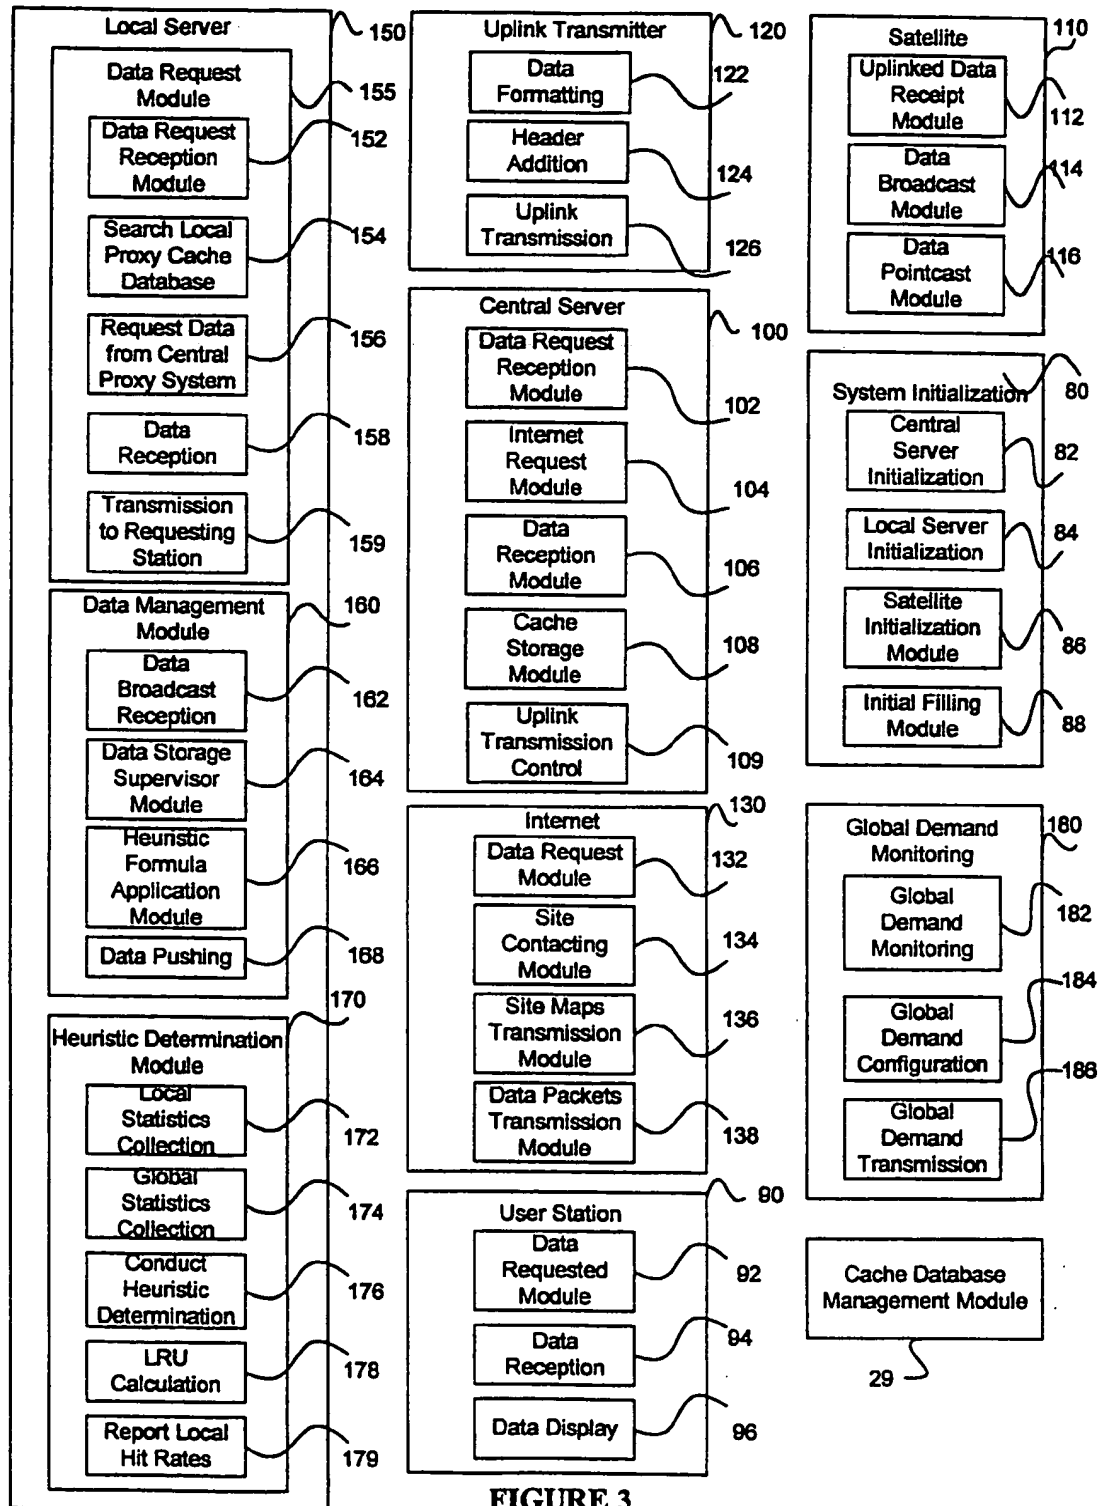 Local Server
150
Data Request
Module
155
Data Request
Reception
Module
152
Search Local
Proxy Cache
Database
154
Request Data
from Central
Proxy System
156
Data
Reception
158
Transmission
to Requesting
Station
159
Data Management
Module
160
Data
Broadcast
Reception
162
Data Storage
Supervisor
Module
164
Heuristic
Formula
Application
Module
166
Data Pushing
168
170
Heuristic Determination
Module
Local
Statistics
Collection
172
Global
Statistics
Collection
174
Conduct
Heuristic
Determination
176
LRU
Calculation
178
Report Local
Hit Rates
179
Uplink Transmitter
120
Data
Formatting
122
Header
Addition
124
Uplink
Transmission
126
Central Server
100
Data Request
Reception
Module
102
Internet
Request
Module
104
Data
Reception
Module
106
Cache
Storage
Module
108
Uplink
Transmission
Control
109
130
Internet
Data Request
Module
132
Site
Contacting
Module
134
Site Maps
Transmission
Module
136
Data Packets
Transmission
Module
138
90
User Station
Data
Requested
Module
92
Data
Reception
94
Data Display
96
110
Satellite
Uplinked Data
Receipt
Module
112
Data
Broadcast
Module
114
Data
Pointcast
Module
116
80
System Initialization
Central
Server
Initialization
82
Local Server
Initialization
84
Satellite
Initialization
Module
86
Initial Filling
Module
88
Global Demand
Monitoring
180
Global
Demand
Monitoring
182
184
Global
Demand
Configuration
186
Global
Demand
Transmission
Cache Database
Management Module
29
FIGURE 3